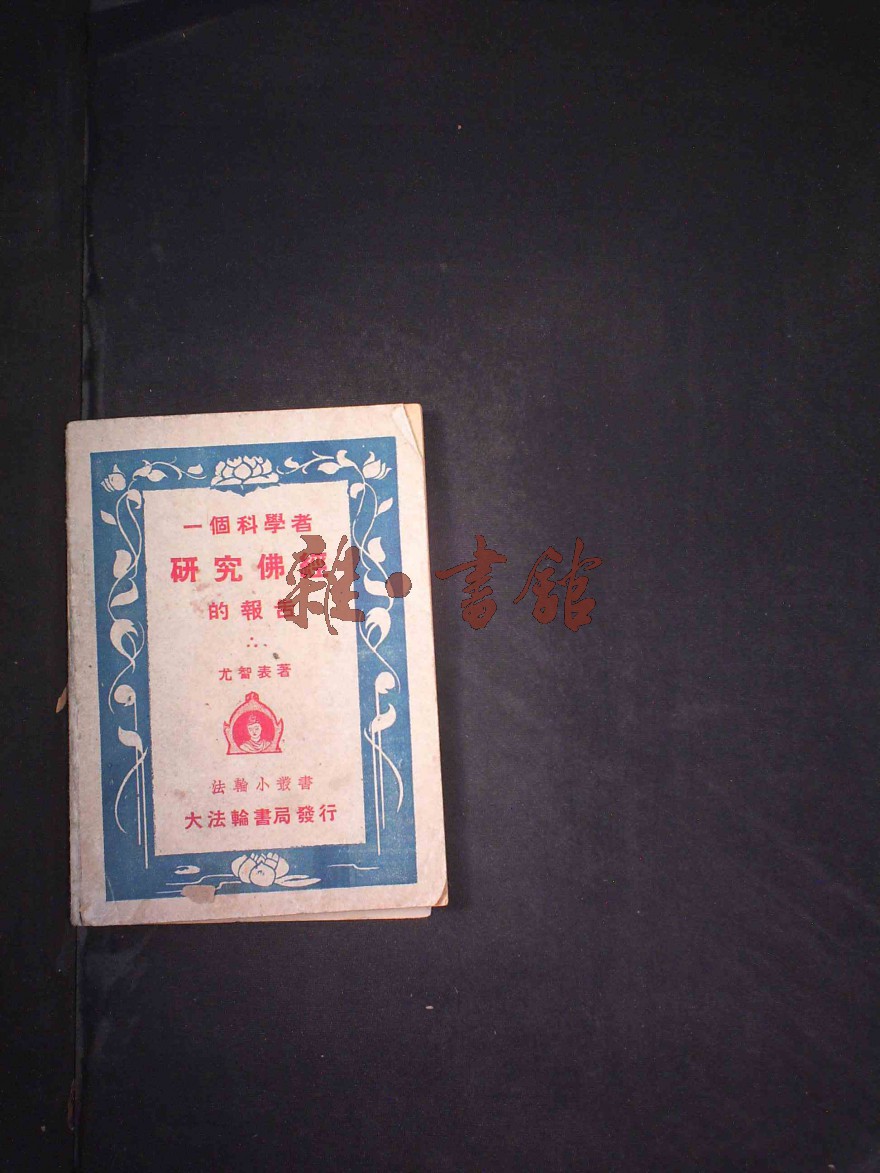 一個科學者
研究佛經
的報告
尤智表著
法輪小叢書
大法輪書局發行
雜·書館